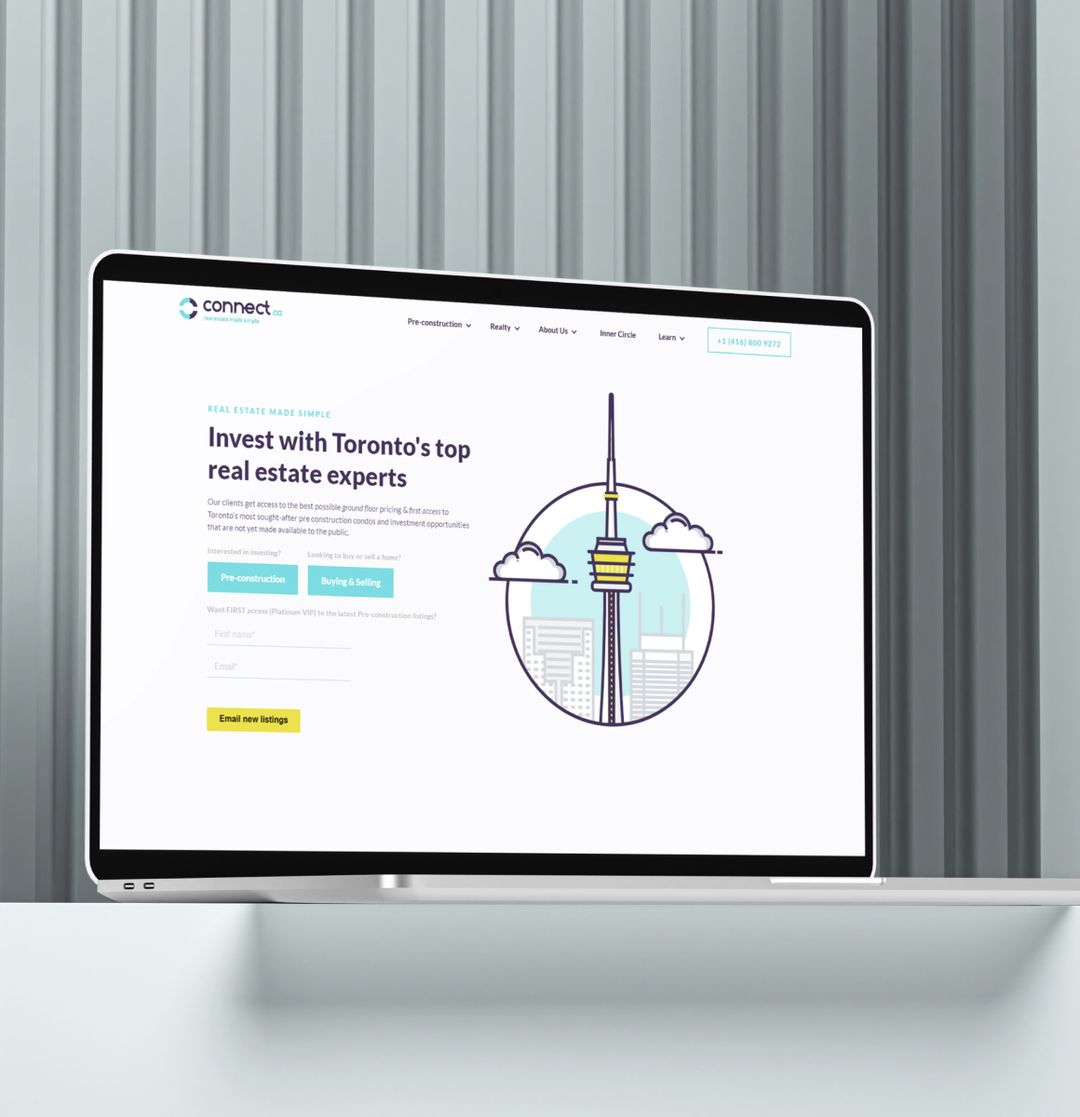 connect.ca
real estate made simple
Pre-construction
Realty
About Us
Inner Circle
Learn
+1 (416) 800 9272
REAL ESTATE MADE SIMPLE
Invest with Toronto's top
real estate experts
Our clients get access to the best possible ground floor pricing & first access to
Toronto's most sought-after pre construction condos and investment opportunities
that are not yet made available to the public.
Interested in investing?
Looking to buy or sell a home?
Pre-construction
Buying & Selling
Want FIRST access (Platinum VIP) to the latest Pre-construction listings?
First name*
Email*
Email new listings